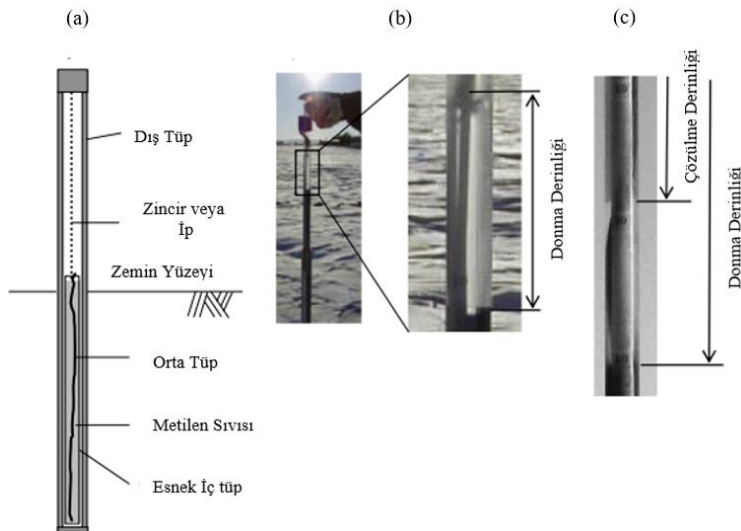 (a)
(b)
(c)
Dış Tüp
Zincir veya
İp
Zemin Yüzeyi
Orta Tüp
Metilen Sıvısı
Esnek İç tüp
Donma Derinliği
Çözülme Derinliği
Donma Derinliği